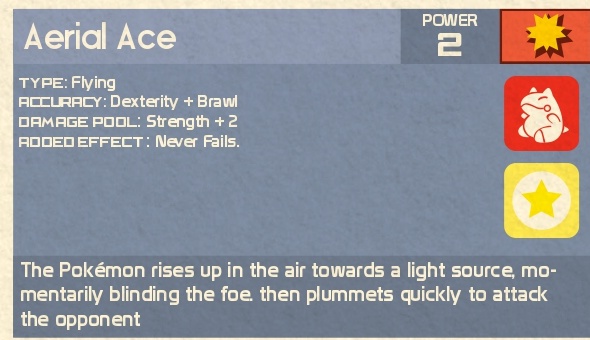 Aerial Ace
POWER
2
TYPE: Flying
ACCURACY: Dexterity + Brawl
DAMAGE POOL: Strength + 2
ADDED EFFECT: Never Fails.
The Pokémon rises up in the air towards a light source, mo-
mentarily blinding the foe. then plummets quickly to attack
the opponent